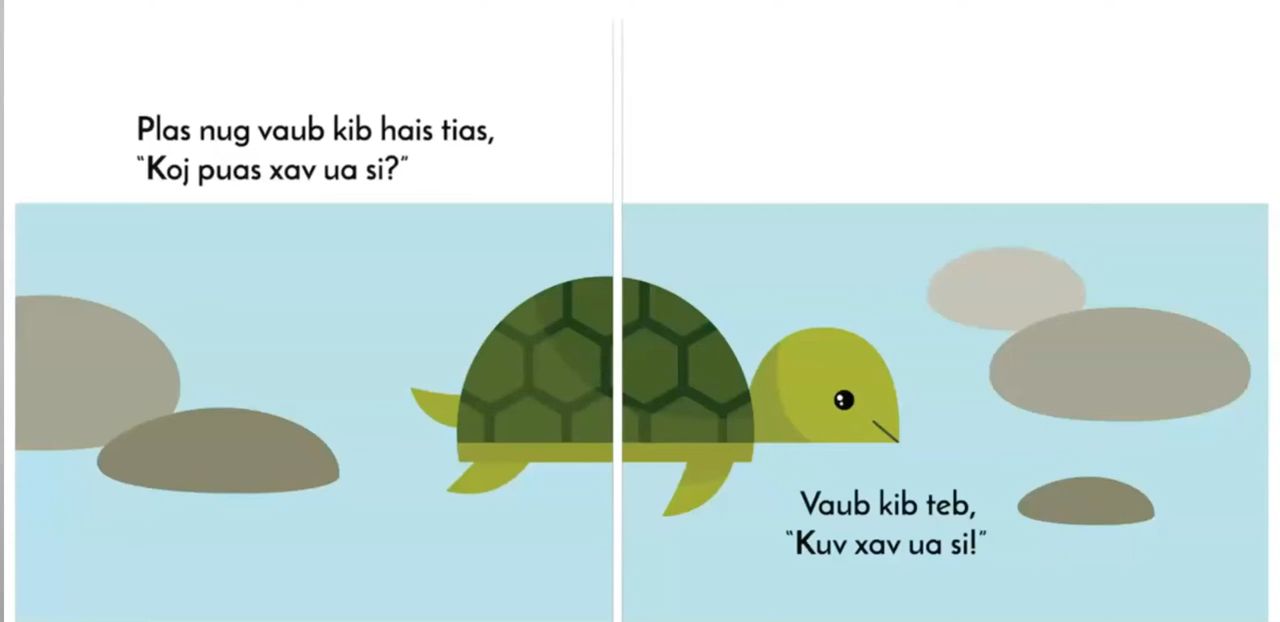 Plas nug vaub kib hais tias,
“Koj puas xav ua si?”
Vaub kib teb,
“Kuv xav ua si!”